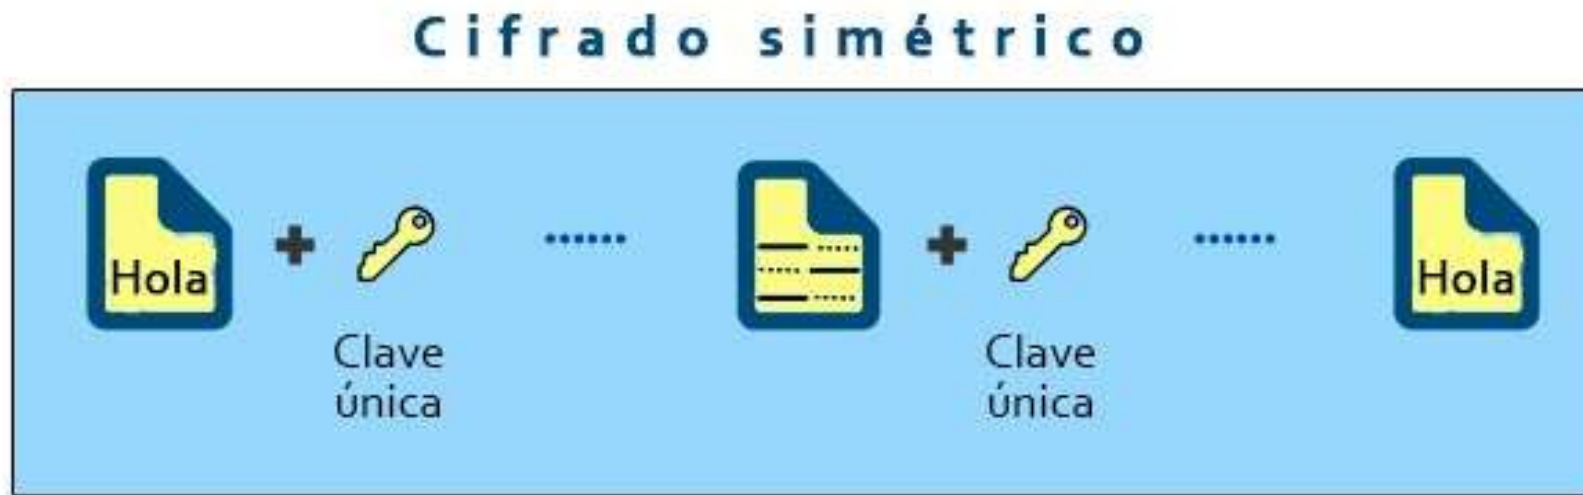 Cifrado simétrico
Hola
Hola
Clave
única
Clave
única